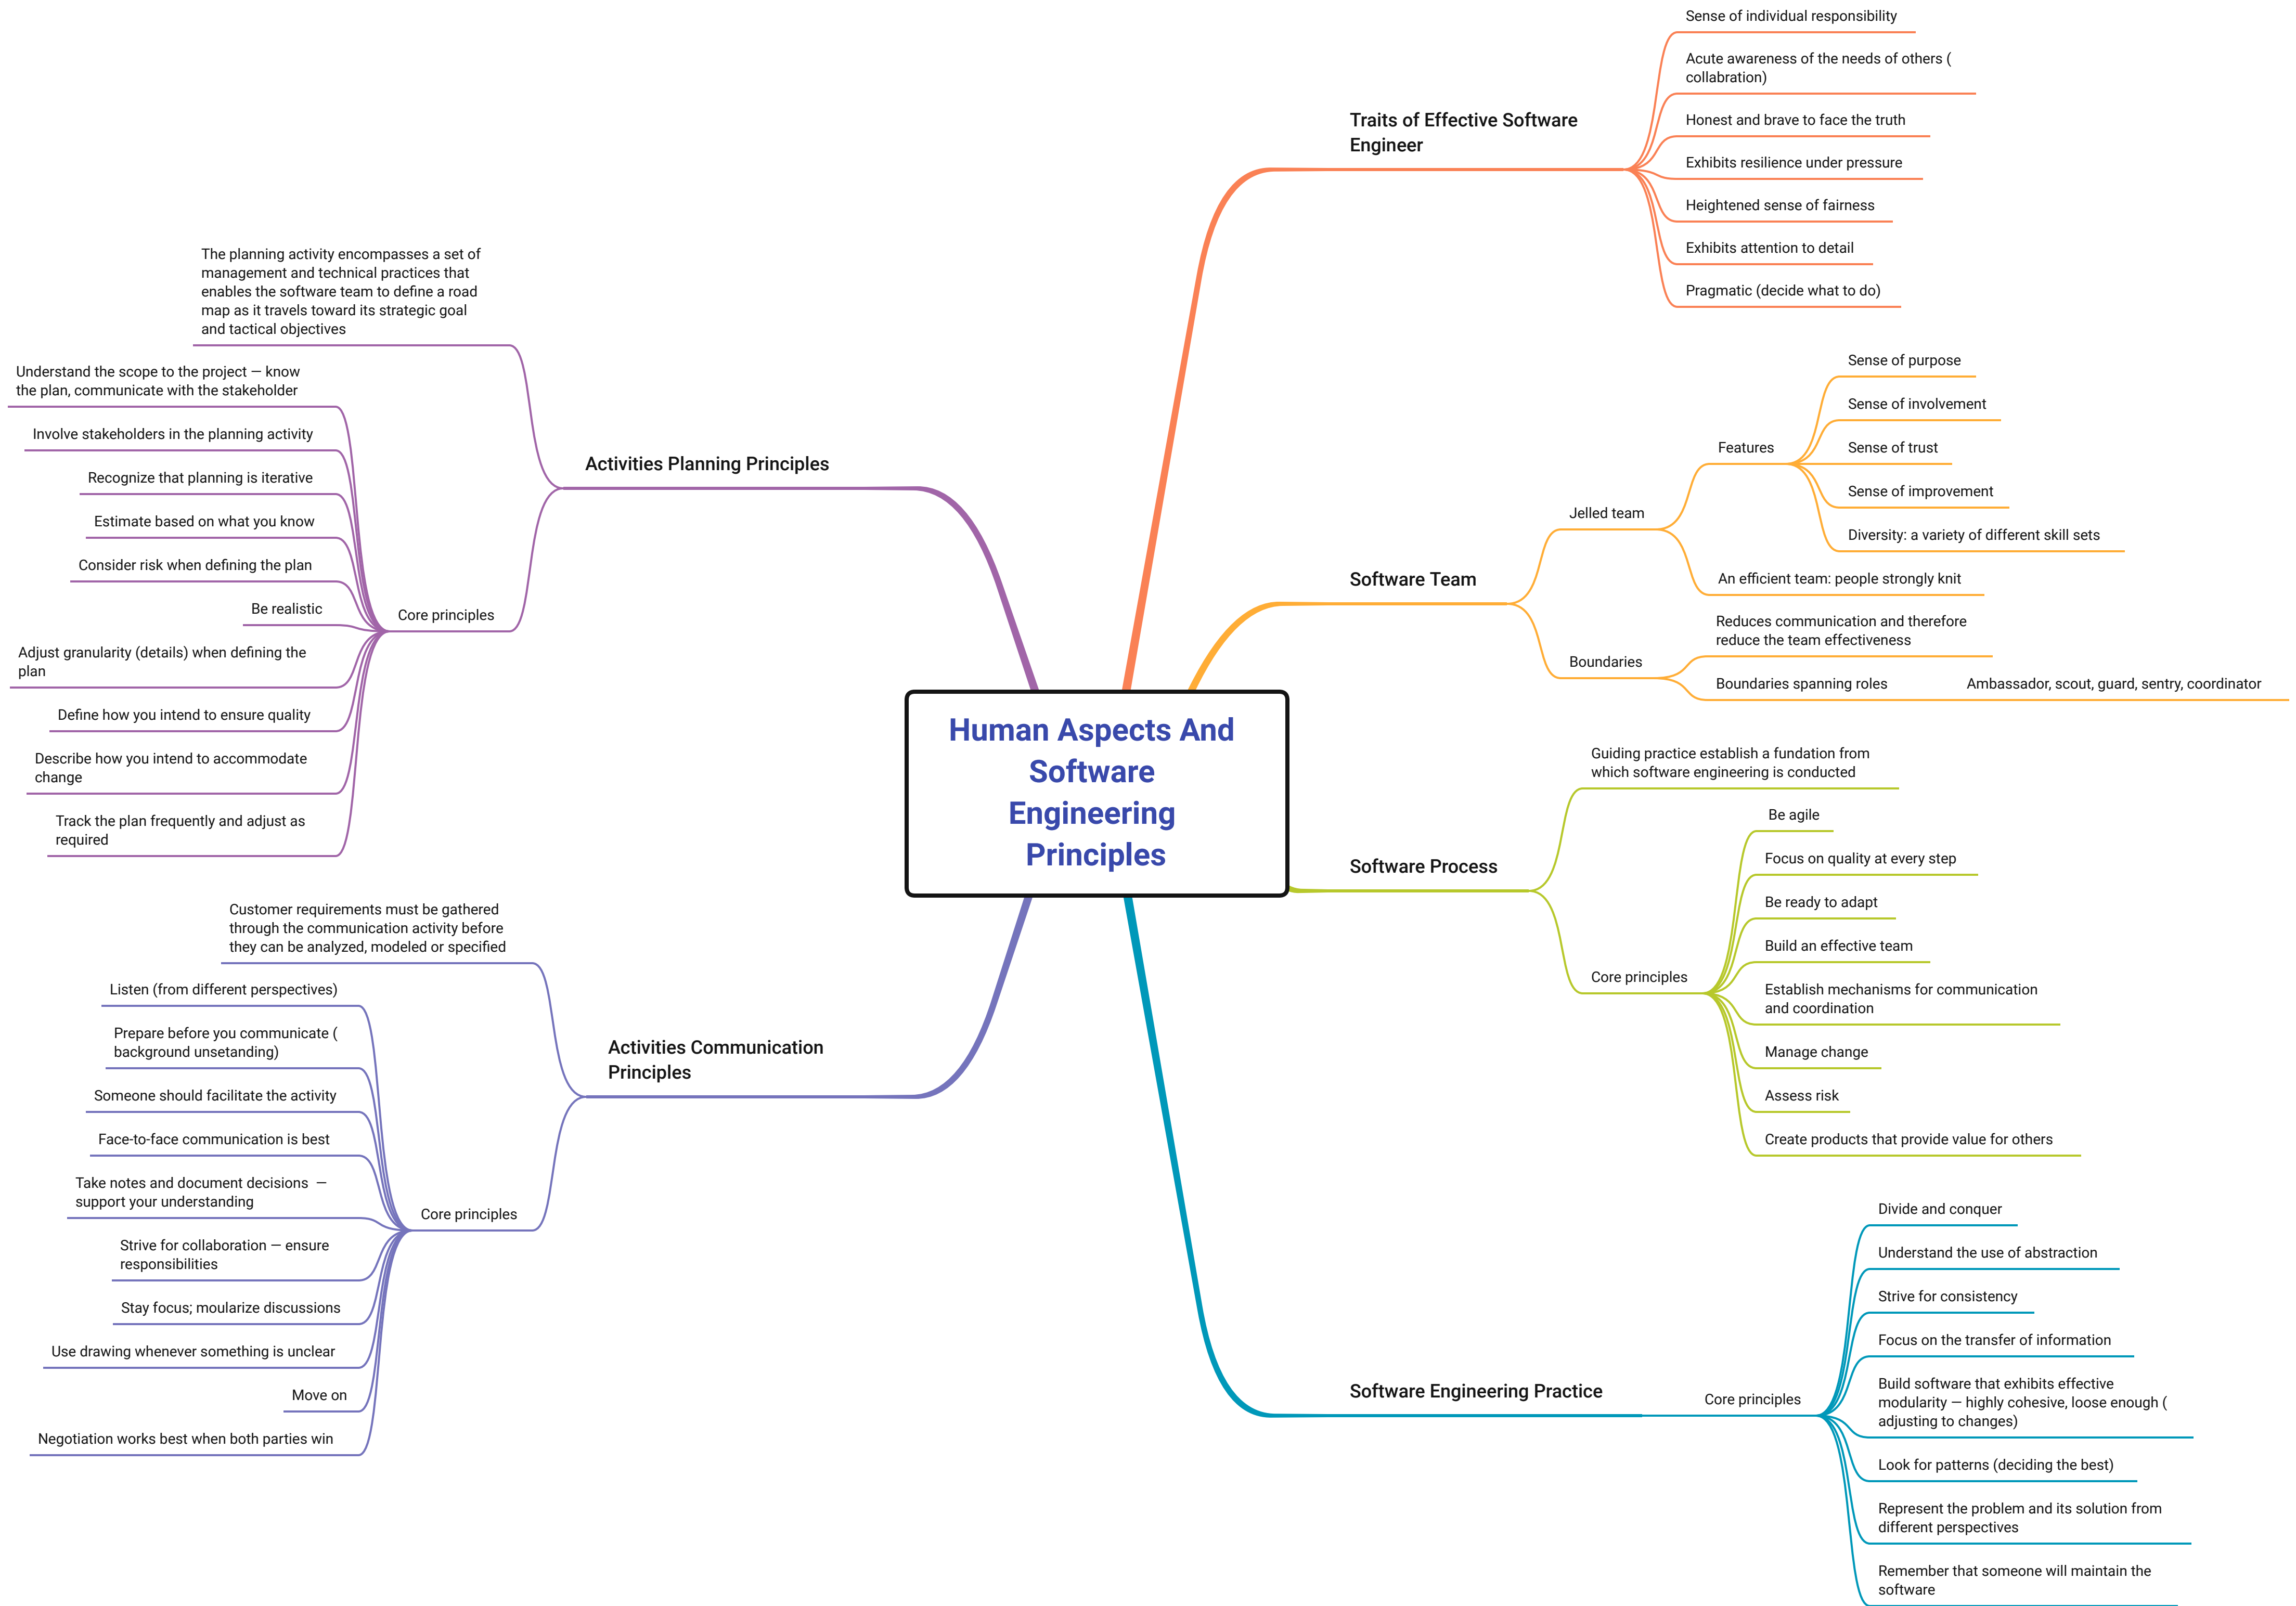 Human Aspects And
Software
Engineering
Principles
Traits of Effective Software
Engineer
Sense of individual responsibility
Acute awareness of the needs of others (
collabration)
Honest and brave to face the truth
Exhibits resilience under pressure
Heightened sense of fairness
Exhibits attention to detail
Pragmatic (decide what to do)
Software Team
Jelled team
Features
Sense of purpose
Sense of involvement
Sense of trust
Sense of improvement
Diversity: a variety of different skill sets
An efficient team: people strongly knit
Boundaries
Reduces communication and therefore
reduce the team effectiveness
Boundaries spanning roles
Ambassador, scout, guard, sentry, coordinator
Software Process
Guiding practice establish a fundation from
which software engineering is conducted
Core principles
Be agile
Focus on quality at every step
Be ready to adapt
Build an effective team
Establish mechanisms for communication
and coordination
Manage change
Assess risk
Create products that provide value for others
Software Engineering Practice
Core principles
Divide and conquer
Understand the use of abstraction
Strive for consistency
Focus on the transfer of information
Build software that exhibits effective
modularity — highly cohesive, loose enough (
adjusting to changes)
Look for patterns (deciding the best)
Represent the problem and its solution from
different perspectives
Remember that someone will maintain the
software
Activities Planning Principles
The planning activity encompasses a set of
management and technical practices that
enables the software team to define a road
map as it travels toward its strategic goal
and tactical objectives
Core principles
Understand the scope to the project — know
the plan, communicate with the stakeholder
Involve stakeholders in the planning activity
Recognize that planning is iterative
Estimate based on what you know
Consider risk when defining the plan
Be realistic
Adjust granularity (details) when defining the
plan
Define how you intend to ensure quality
Describe how you intend to accommodate
change
Track the plan frequently and adjust as
required
Activities Communication
Principles
Customer requirements must be gathered
through the communication activity before
they can be analyzed, modeled or specified
Core principles
Listen (from different perspectives)
Prepare before you communicate (
background unsetanding)
Someone should facilitate the activity
Face-to-face communication is best
Take notes and document decisions —
support your understanding
Strive for collaboration — ensure
responsibilities
Stay focus; moularize discussions
Use drawing whenever something is unclear
Move on
Negotiation works best when both parties win